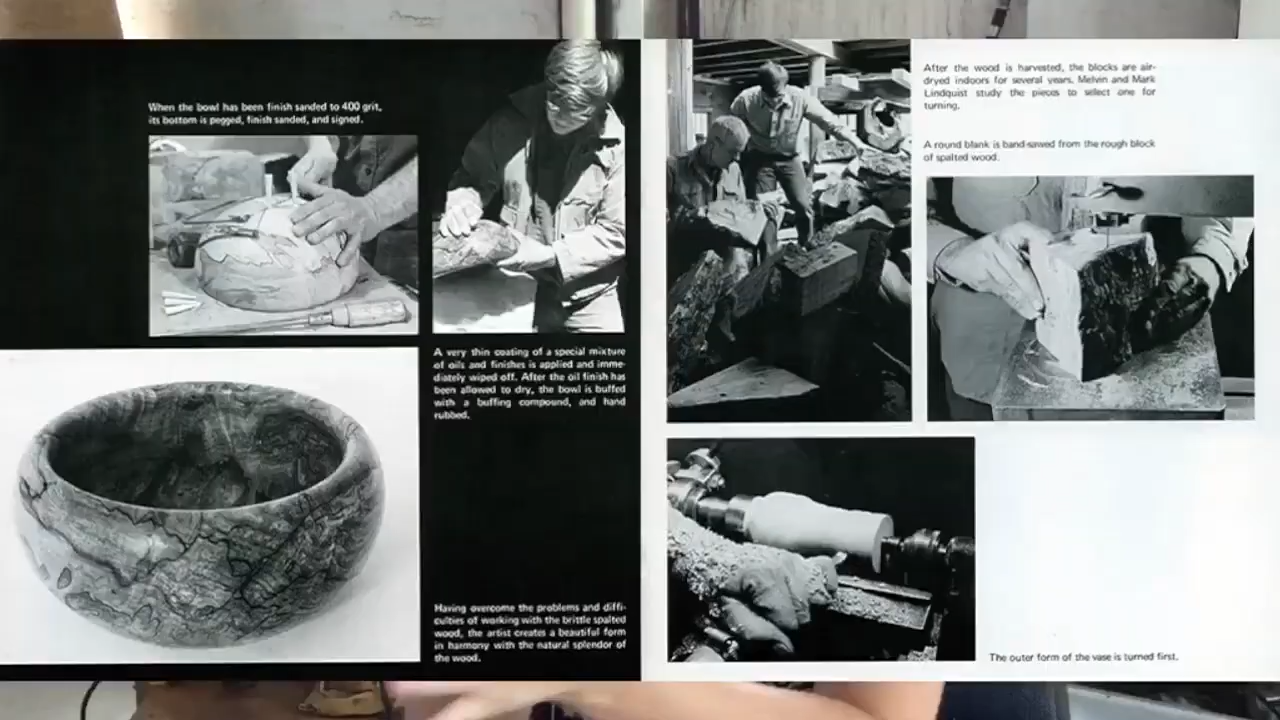 When the bowl has been finish sanded to 400 grit,
its bottom is pegged, finish sanded, and signed.
A very thin coating of a special mixture
of oils and finishes is applied and imme-
diately wiped off. After the oil finish has
been allowed to dry, the bowl is buffed
with a buffing compound, and hand
rubbed.
Having overcome the problems and diffi-
culties of working with the brittle spalted
wood, the artist creates a beautiful form
in harmony with the natural splendor of
the wood.
After the wood is harvested, the blocks are air-
dryed indoors for several years. Melvin and Mark
Lindquist study the pieces to select one for
turning.
A round blank is band-sawed from the rough block
of spalted wood.
The outer form of the vase is turned first.